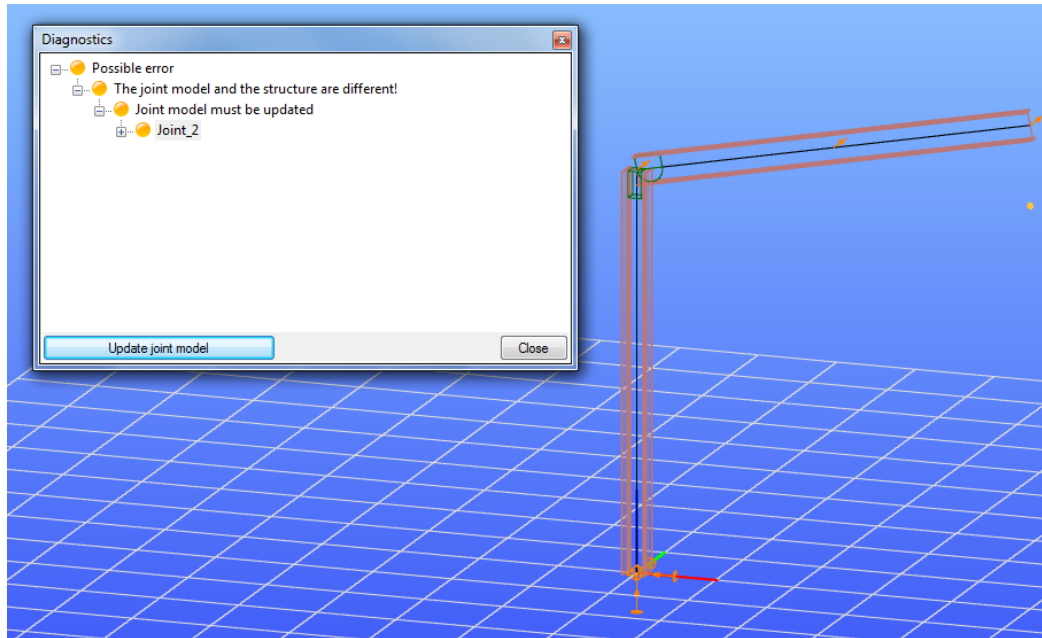 Diagnostics
Possible error
The joint model and the structure are different!
Joint model must be updated
Joint_2
Update joint model
Close